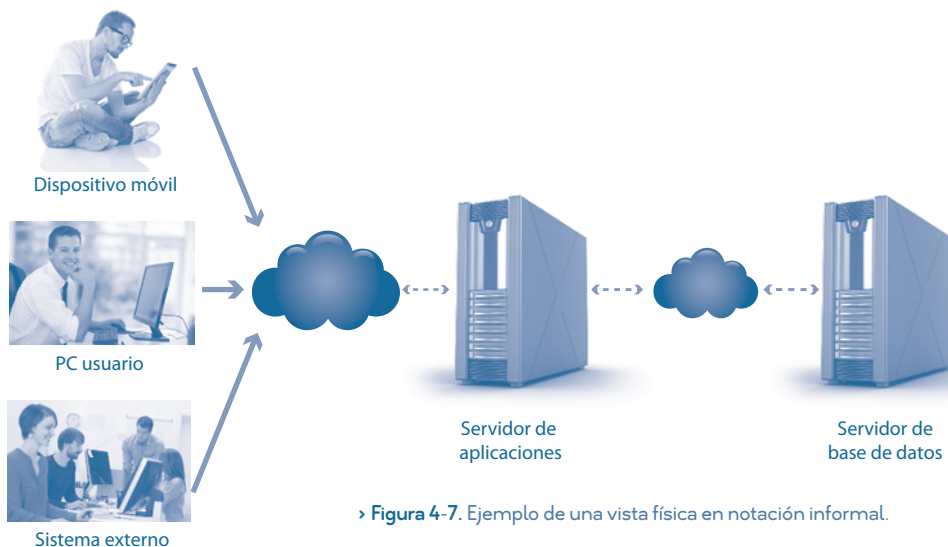 Dispositivo móvil
PC usuario
Sistema externo
Servidor de
aplicaciones
Servidor de
base de datos
› Figura 4-7. Ejemplo de una vista física en notación informal.